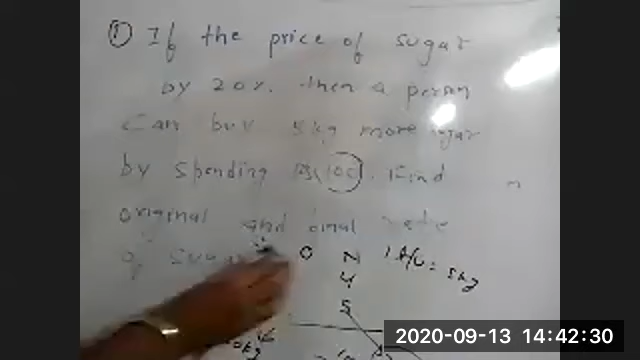 ① If the price of sugar
by 20%. then a person
Can buy 5kg more
by spending Rs 100. Find
original and final rate
of Sugar
O N 1 A/U = 5kg
4
5
2020-09-13 14:42:30